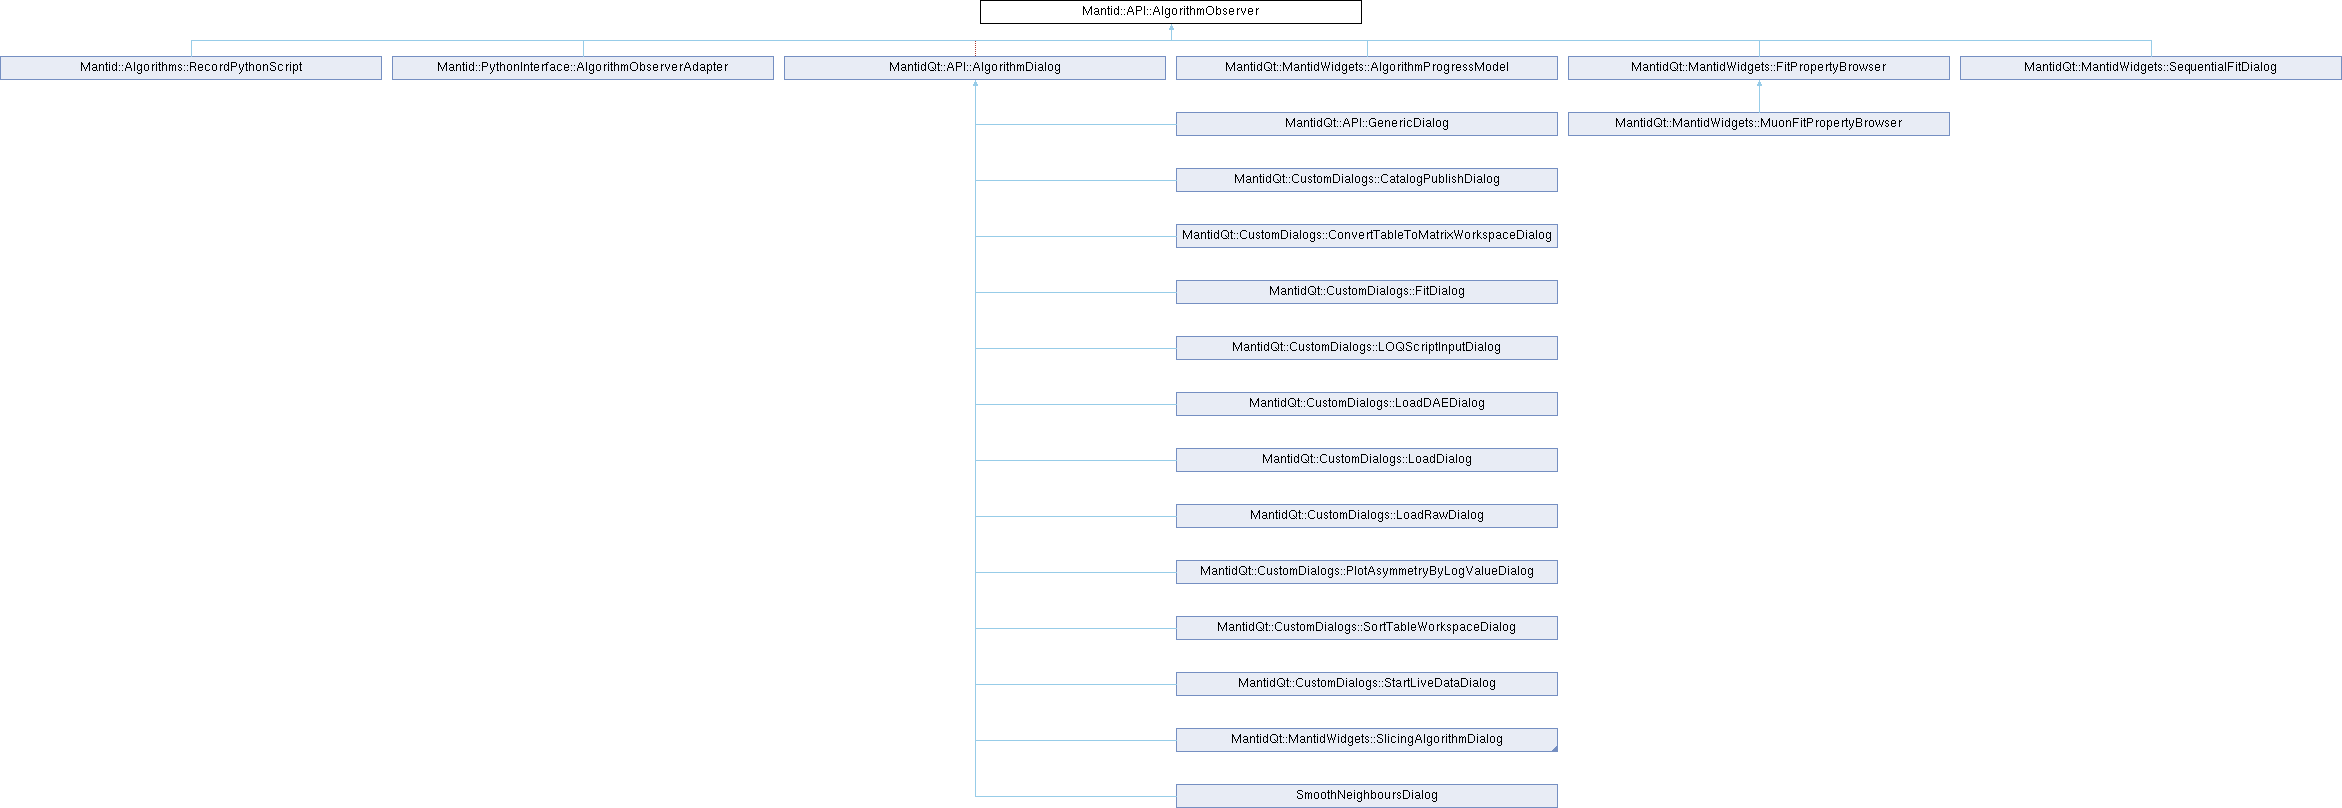 Mantid::API::AlgorithmObserver
Mantid::Algorithms::RecordPythonScript
Mantid::PythonInterface::AlgorithmObserverAdapter
MantidQt::API::AlgorithmDialog
MantidQt::MantidWidgets::AlgorithmProgressModel
MantidQt::MantidWidgets::FitPropertyBrowser
MantidQt::MantidWidgets::SequentialFitDialog
MantidQt::API::GenericDialog
MantidQt::MantidWidgets::MuonFitPropertyBrowser
MantidQt::CustomDialogs::CatalogPublishDialog
MantidQt::CustomDialogs::ConvertTableToMatrixWorkspaceDialog
MantidQt::CustomDialogs::FitDialog
MantidQt::CustomDialogs::LOQScriptInputDialog
MantidQt::CustomDialogs::LoadDAEDialog
MantidQt::CustomDialogs::LoadDialog
MantidQt::CustomDialogs::LoadRawDialog
MantidQt::CustomDialogs::PlotAsymmetryByLogValueDialog
MantidQt::CustomDialogs::SortTableWorkspaceDialog
MantidQt::CustomDialogs::StartLiveDataDialog
MantidQt::MantidWidgets::SlicingAlgorithmDialog
SmoothNeighboursDialog